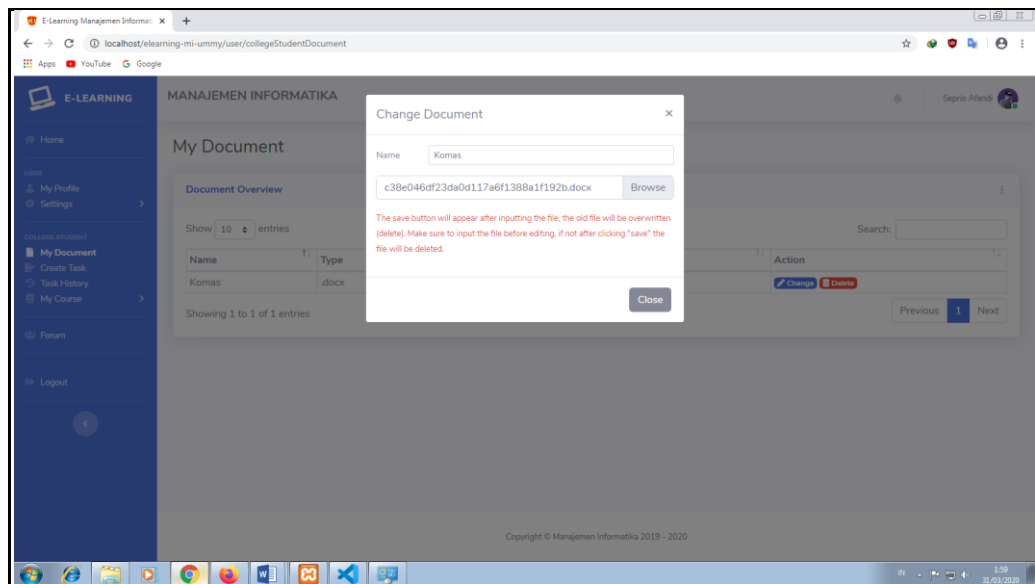 E-Learning Manajemen Informati
localhost/elearning-mi-ummy/user/collegeStudentDocument
Apps YouTube Google
E-LEARNING
MANAJEMEN INFORMATIKA
Seprio Afandi
Home
USER
My Profile
Settings
COLLEGE STUDENT
My Document
Create Task
Task History
My Course
Forum
Logout
My Document
Document Overview
Show 10 entries
Search:
Name Type Action
Komas .docx Change Delete
Showing 1 to 1 of 1 entries
Previous 1 Next
Change Document ×
Name Komas
c38e046df23da0d117a6f1388a1f192b.docx Browse
The save button will appear after inputting the file, the old file will be overwritten
(delete). Make sure to input the file before editing, if not after clicking "save" the
file will be deleted.
Close
Copyright © Manajemen Informatika 2019 - 2020
IN 1:59
31/03/2020